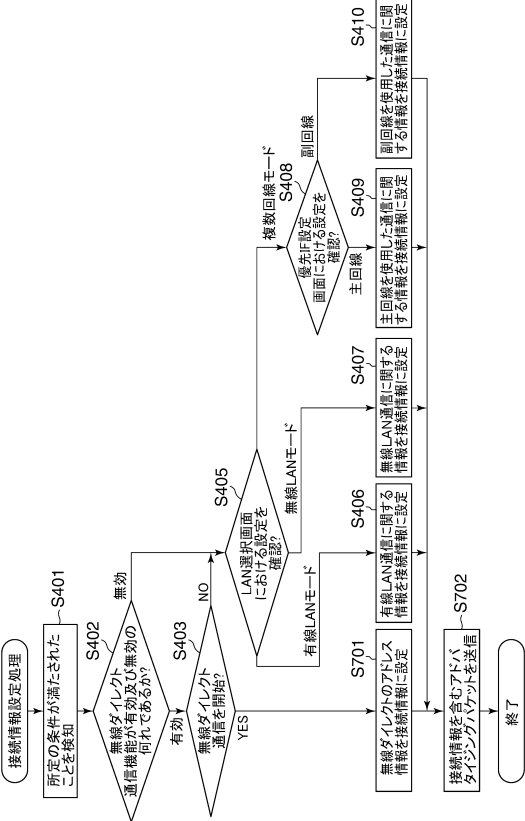 接続情報設定処理
S401
所定の条件が満たされた
ことを検知
S402
無線ダイレクト
通信機能が有効及び無効の
何れであるか?
無効
有効
S403
無線ダイレクト
通信を開始?
NO
YES
S405
LAN選択画面
における設定を
確認?
有線LANモード
無線LANモード
複数回線モード
S408
優先IF設定
画面における設定を
確認?
主回線
副回線
S701
無線ダイレクトのアドレス
情報を接続情報に設定
S406
有線LAN通信に関する
情報を接続情報に設定
S407
無線LAN通信に関する
情報を接続情報に設定
S409
主回線を使用した通信に関
する情報を接続情報に設定
S410
副回線を使用した通信に関
する情報を接続情報に設定
S702
接続情報を含むアドバ
タイジングパケットを送信
終了